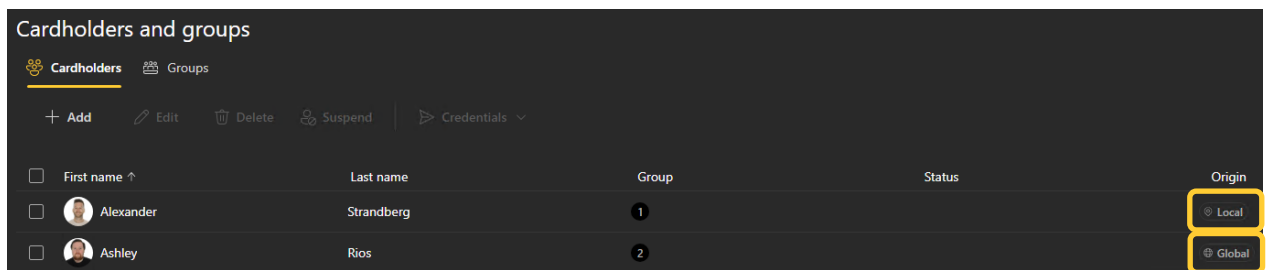 Cardholders and groups
Cardholders Groups
Add Edit Delete Suspend Credentials
First name ↑ Last name Group Status Origin
Alexander Strandberg 1 Local
Ashley Rios 2 Global